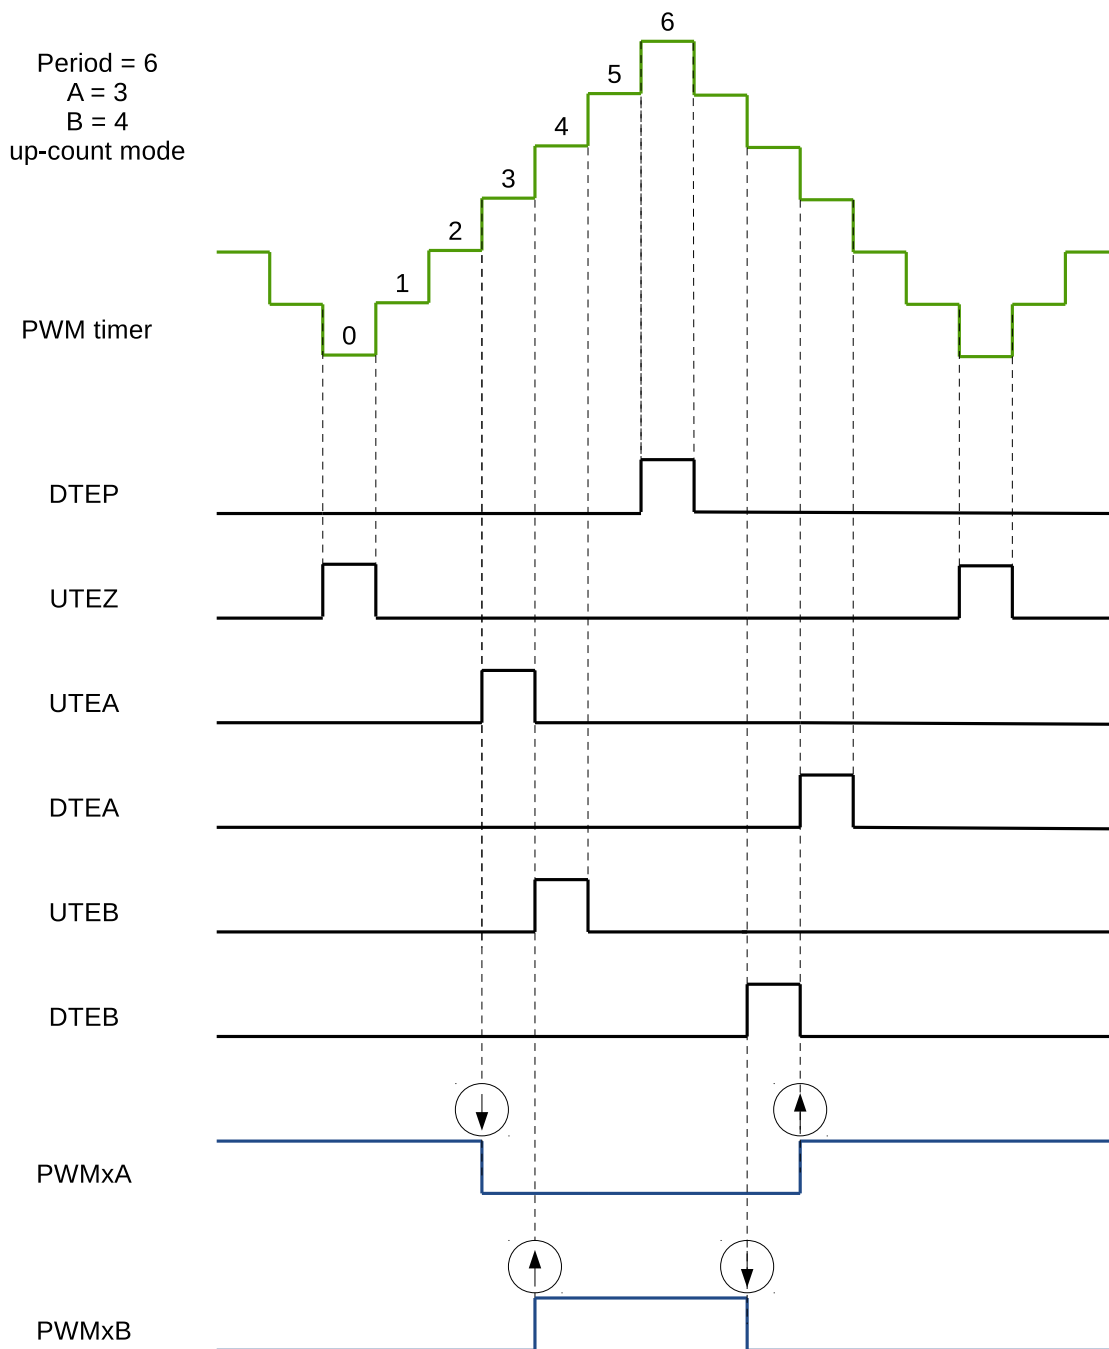 Period = 6
A = 3
B = 4
up-count mode
6
5
4
3
2
1
0
PWM timer
DTEP
UTEZ
UTEA
DTEA
UTEB
DTEB
PWMxA
PWMxB